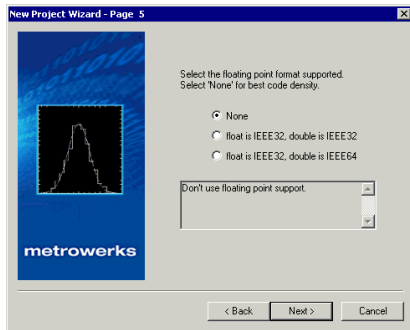 New Project Wizard - Page 5
Select the floating point format supported.
Select 'None' for best code density.
None
float is IEEE32, double is IEEE32
float is IEEE32, double is IEEE64
Don't use floating point support.
metrowerks
< Back
Next >
Cancel